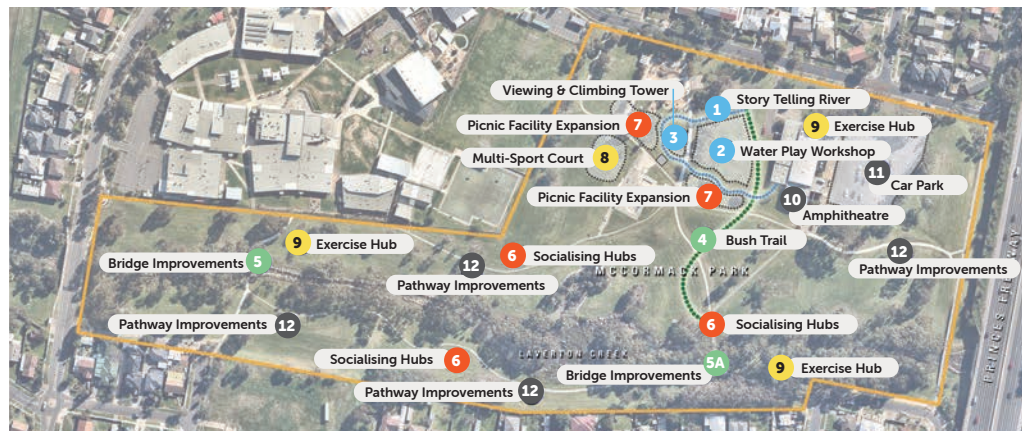 Viewing & Climbing Tower
1 Story Telling River
Picnic Facility Expansion 7
3
9 Exercise Hub
Multi-Sport Court 8
2 Water Play Workshop
11
Car Park
Picnic Facility Expansion 7
10
Amphitheatre
9 Exercise Hub
4 Bush Trail
12
Bridge Improvements 5
6 Socialising Hubs
Pathway Improvements
12
MCCORMACK PARK
Pathway Improvements
PRINCES FREEWAY
Pathway Improvements 12
6 Socialising Hubs
Socialising Hubs 6
LAVERTON CREEK
5A
Bridge Improvements
9 Exercise Hub
Pathway Improvements 12